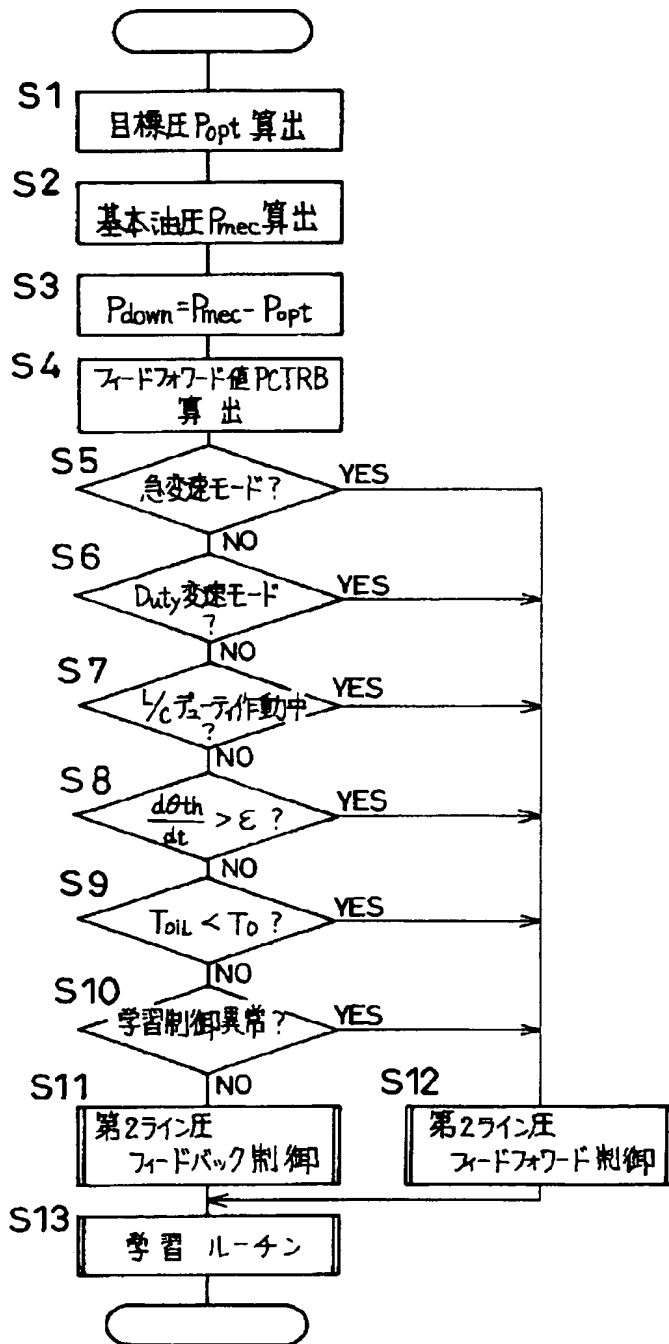 S1
目標圧 Popt 算出
S2
基本油圧 Pmec 算出
S3
Pdown=Pmec-Popt
S4
フィードフォワード値 PCTRB
算出
S5
急変速モード?
YES
NO
S6
Duty変速モード
?
YES
NO
S7
L/Cデューティ作動中
?
YES
NO
S8
dθth/dt > ε ?
YES
NO
S9
TOIL < TO ?
YES
NO
S10
学習制御異常?
YES
NO
S11
第2ライン圧
フィードバック制御
S12
第2ライン圧
フィードフォワード制御
S13
学習 ルーチン